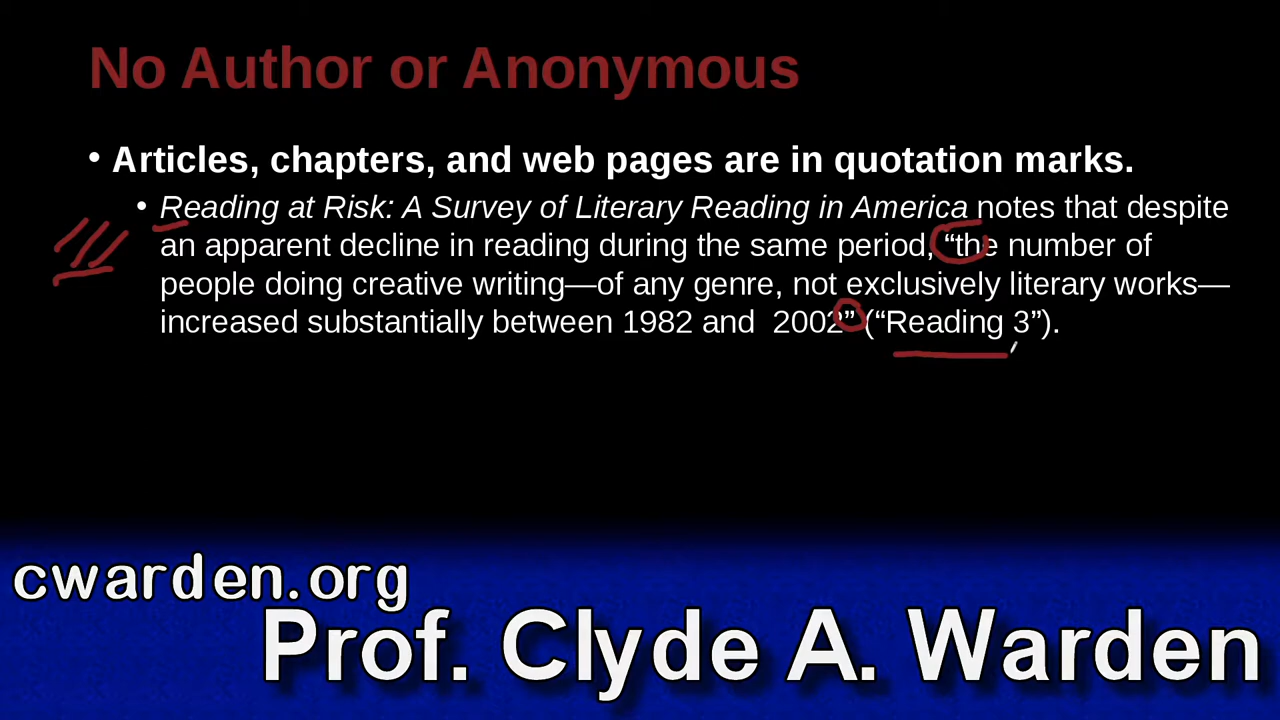 No Author or Anonymous
• Articles, chapters, and web pages are in quotation marks.
• Reading at Risk: A Survey of Literary Reading in America notes that despite
an apparent decline in reading during the same period, “the number of
people doing creative writing—of any genre, not exclusively literary works—
increased substantially between 1982 and  2002” (“Reading 3”).
cwarden.org
Prof. Clyde A. Warden